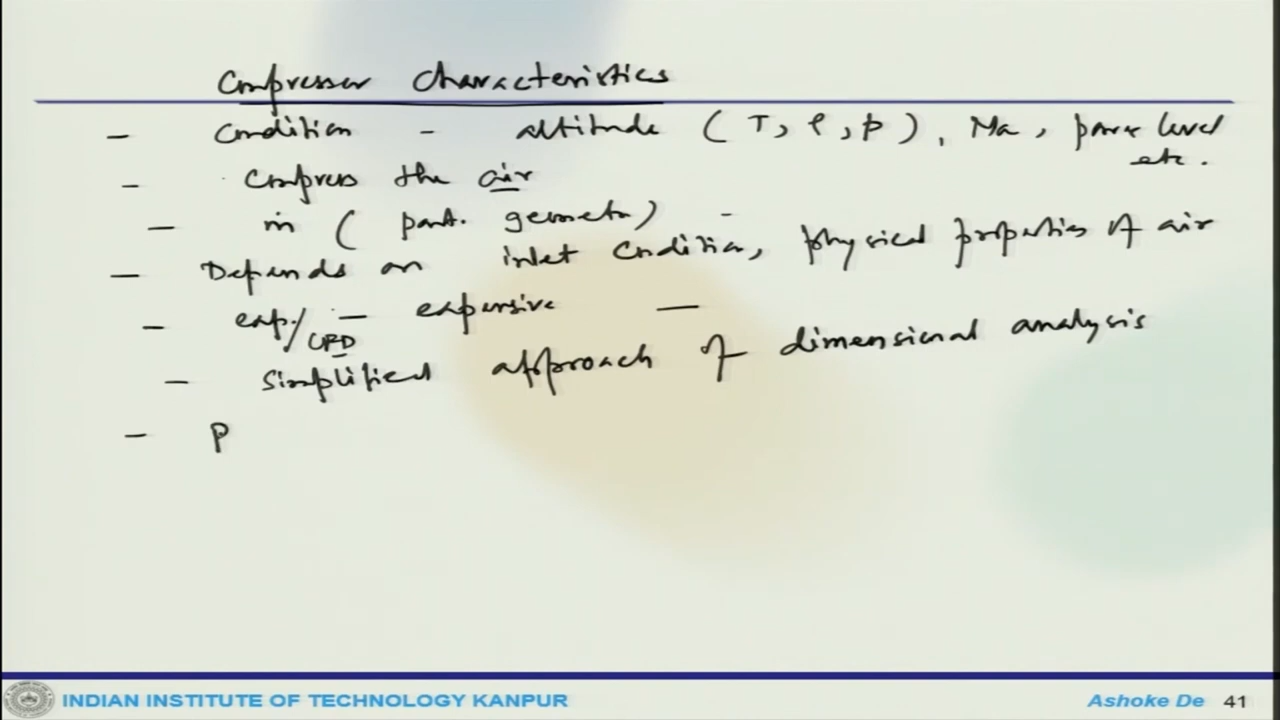 Compressor Characteristics
- Condition - altitude ( T, ρ, p ), Ma, power level
etc.
- Compress the air
- in ( part. geometry ) -
- Depends on inlet condition, physical properties of air
- exp. / CFD - expensive —
- Simplified approach of dimensional analysis
- P
INDIAN INSTITUTE OF TECHNOLOGY KANPUR
Ashoke De 41